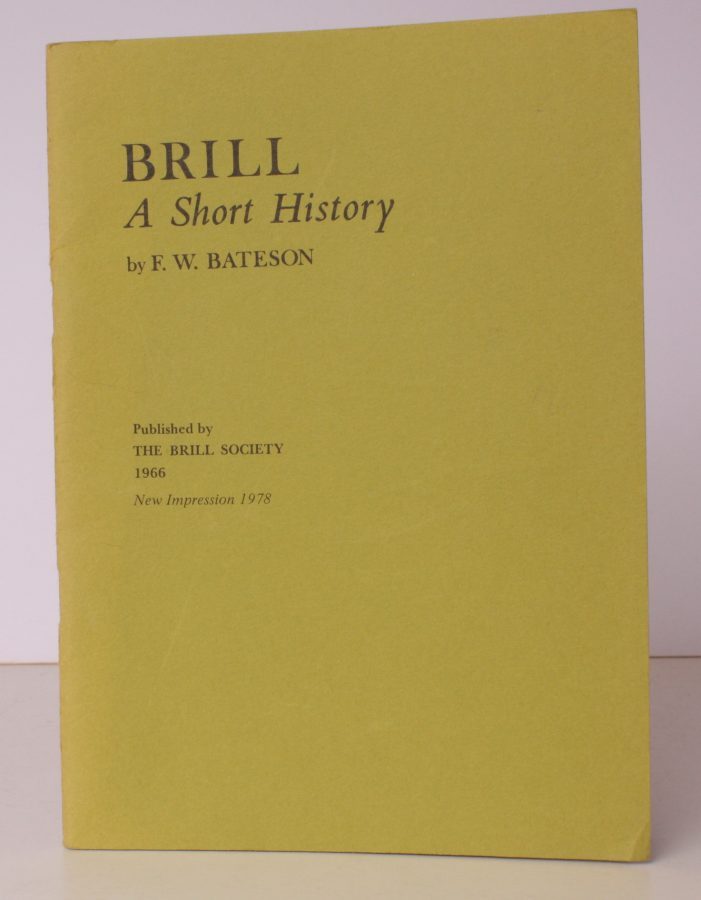 BRILL
A Short History
by F. W. BATESON
Published by
THE BRILL SOCIETY
1966
New Impression 1978